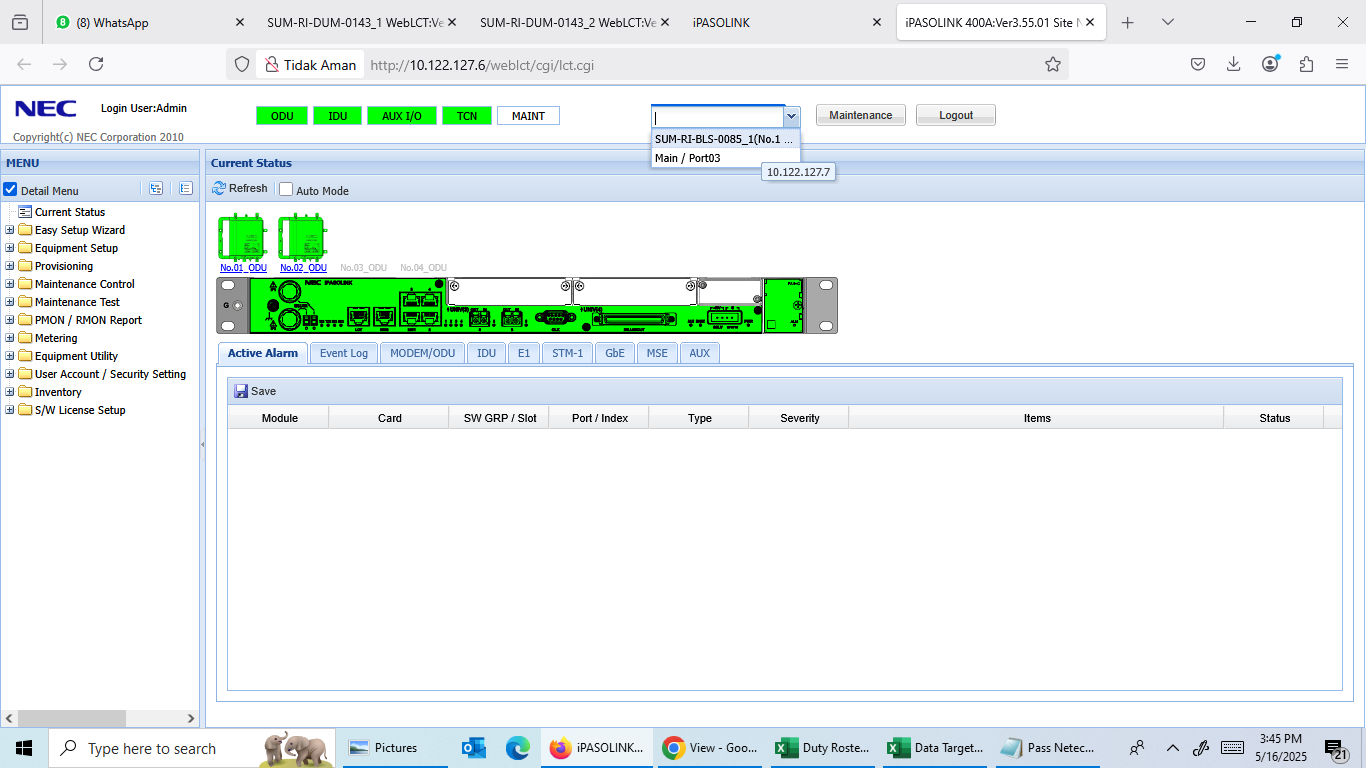 (8) WhatsApp
SUM-RI-DUM-0143_1 WebLCT:Ve
SUM-RI-DUM-0143_2 WebLCT:Ve
iPASOLINK
iPASOLINK 400A:Ver3.55.01 Site N
Tidak Aman
http://10.122.127.6/weblct/cgi/lct.cgi
NEC
Login User:Admin
ODU
IDU
AUX I/O
TCN
MAINT
Maintenance
Logout
Copyright(c) NEC Corporation 2010
SUM-RI-BLS-0085_1(No.1 ...
Main / Port03
10.122.127.7
MENU
Current Status
Detail Menu
Refresh
Auto Mode
Current Status
Easy Setup Wizard
Equipment Setup
Provisioning
Maintenance Control
Maintenance Test
PMON / RMON Report
Metering
Equipment Utility
User Account / Security Setting
Inventory
S/W License Setup
No.01_ODU
No.02_ODU
No.03_ODU
No.04_ODU
NEC iPASOLINK
Active Alarm
Event Log
MODEM/ODU
IDU
E1
STM-1
GbE
MSE
AUX
Save
Module
Card
SW GRP / Slot
Port / Index
Type
Severity
Items
Status
Type here to search
Pictures
iPASOLINK...
View - Goo...
Duty Roste...
Data Target...
Pass Netec...
3:45 PM
5/16/2025
21